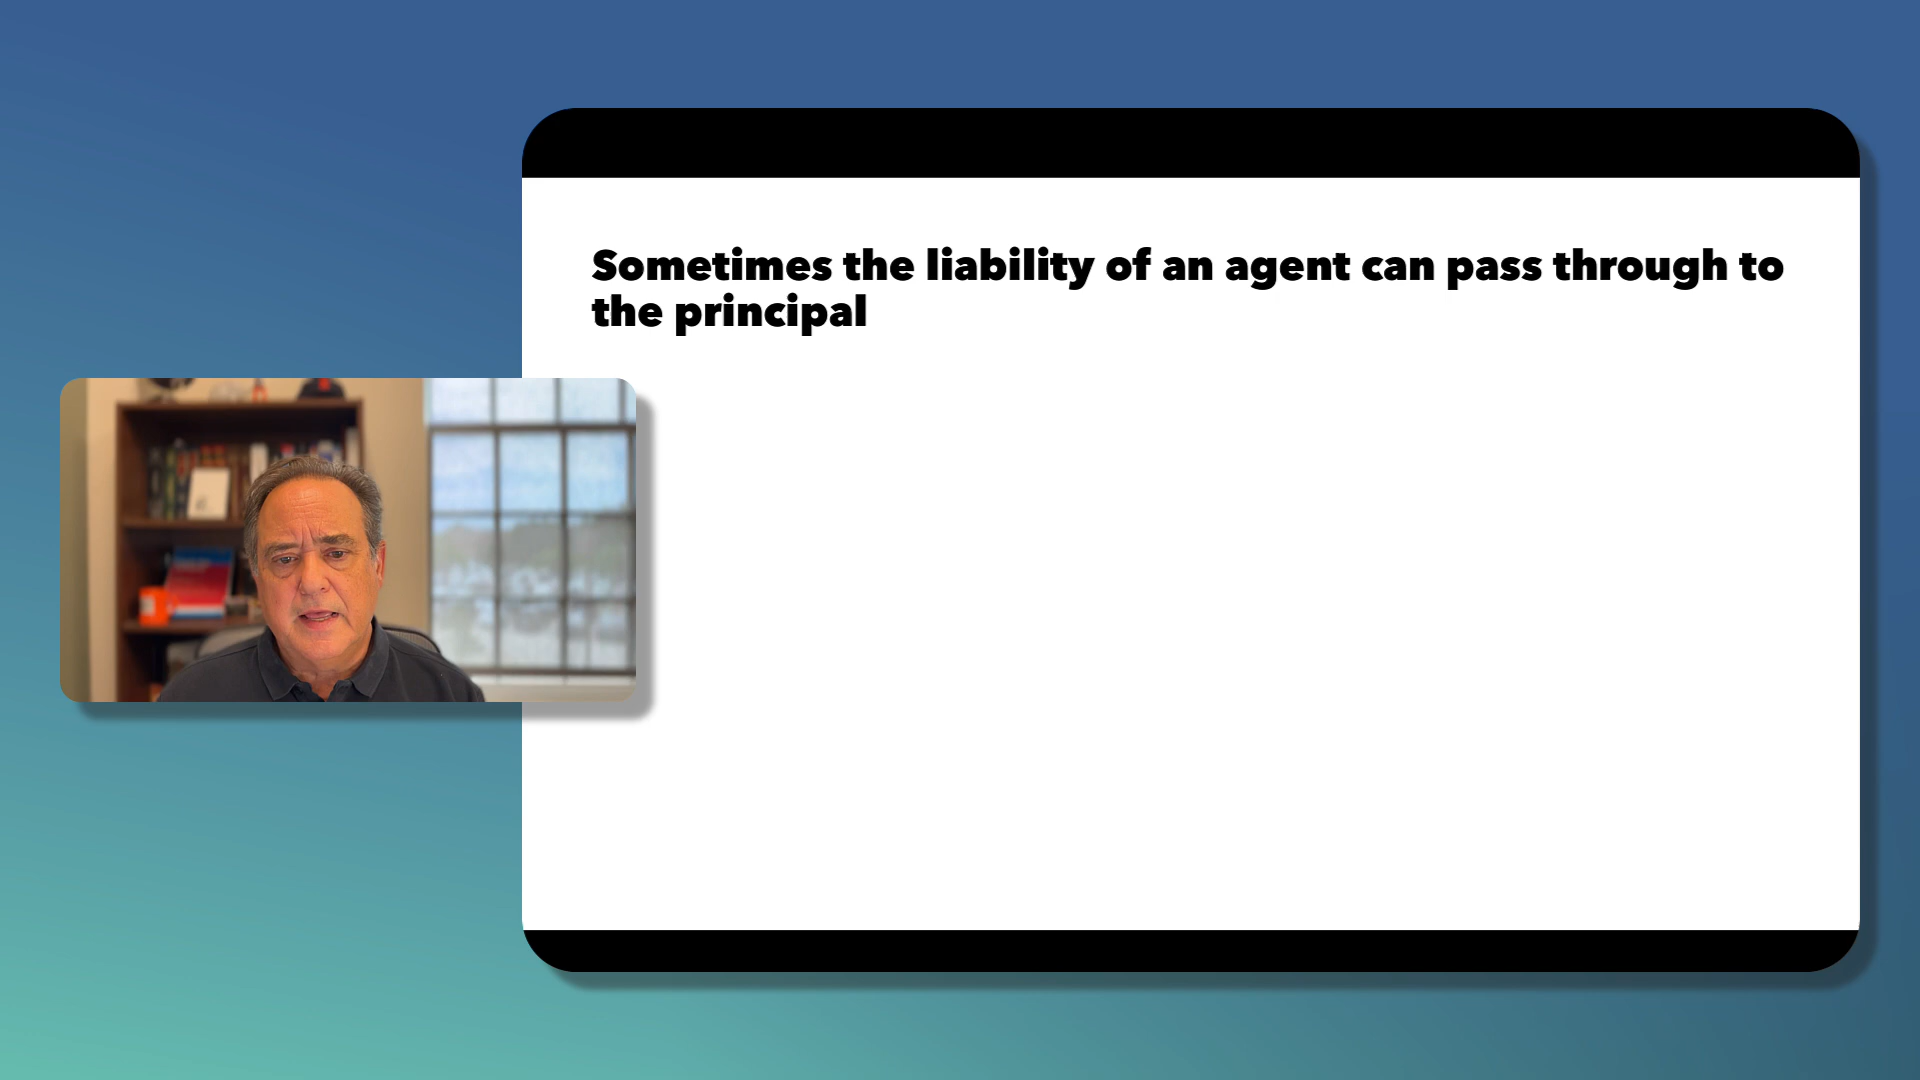 Sometimes the liability of an agent can pass through to
the principal